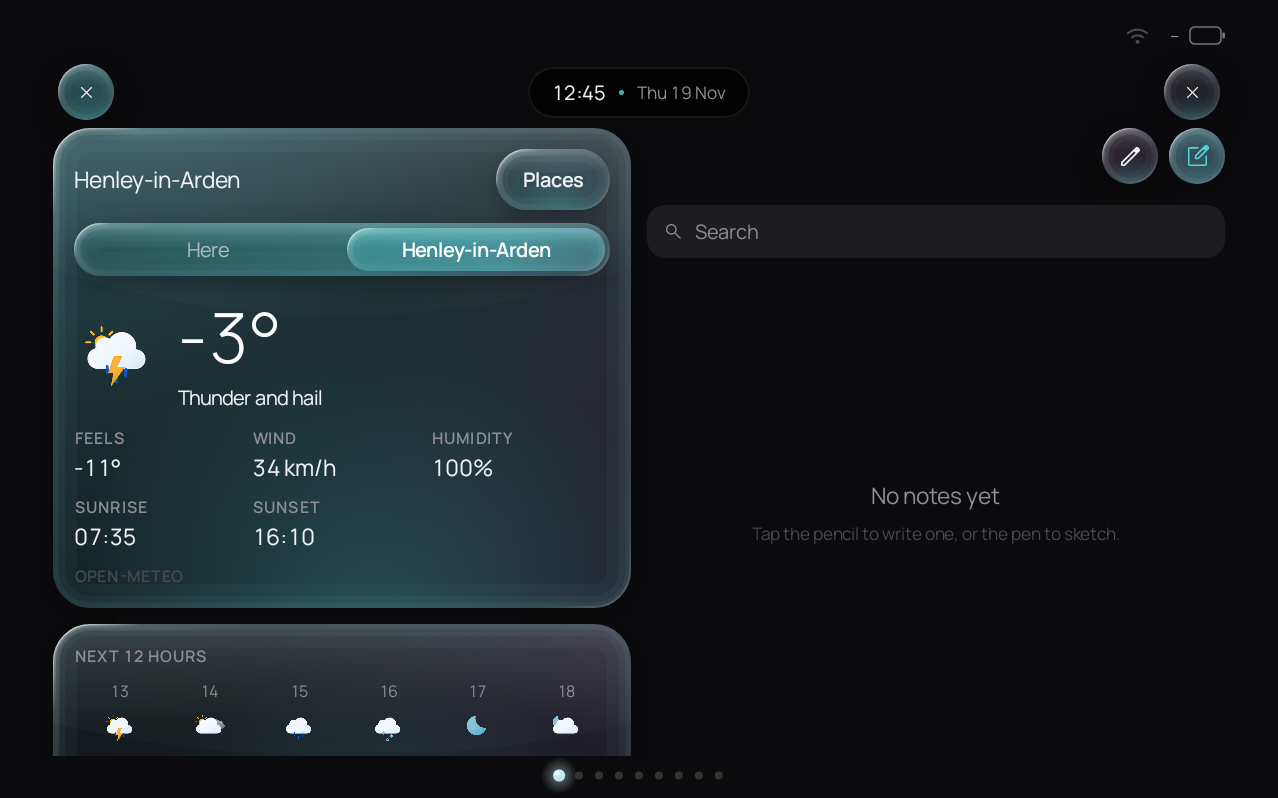 12:45 • Thu 19 Nov
Henley-in-Arden
Places
Here
Henley-in-Arden
-3°
Thunder and hail
FEELS WIND HUMIDITY
-11° 34 km/h 100%
SUNRISE SUNSET
07:35 16:10
OPEN-METEO
NEXT 12 HOURS
13 14 15 16 17 18
Search
No notes yet
Tap the pencil to write one, or the pen to sketch.